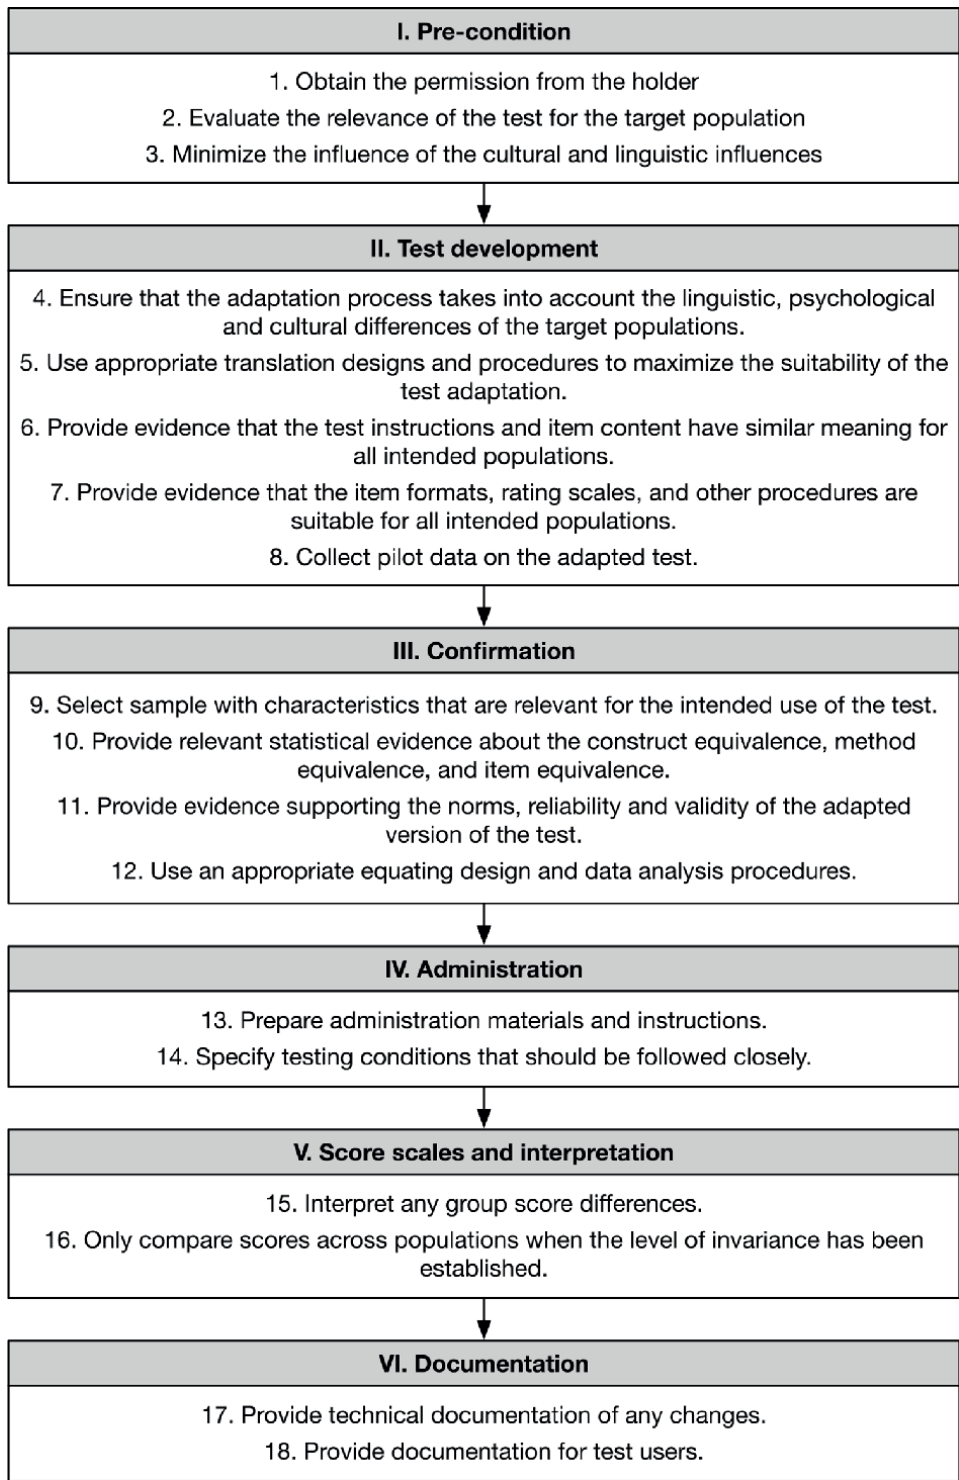 I. Pre-condition
1. Obtain the permission from the holder
2. Evaluate the relevance of the test for the target population
3. Minimize the influence of the cultural and linguistic influences
II. Test development
4. Ensure that the adaptation process takes into account the linguistic, psychological
and cultural differences of the target populations.
5. Use appropriate translation designs and procedures to maximize the suitability of the
test adaptation.
6. Provide evidence that the test instructions and item content have similar meaning for
all intended populations.
7. Provide evidence that the item formats, rating scales, and other procedures are
suitable for all intended populations.
8. Collect pilot data on the adapted test.
III. Confirmation
9. Select sample with characteristics that are relevant for the intended use of the test.
10. Provide relevant statistical evidence about the construct equivalence, method
equivalence, and item equivalence.
11. Provide evidence supporting the norms, reliability and validity of the adapted
version of the test.
12. Use an appropriate equating design and data analysis procedures.
IV. Administration
13. Prepare administration materials and instructions.
14. Specify testing conditions that should be followed closely.
V. Score scales and interpretation
15. Interpret any group score differences.
16. Only compare scores across populations when the level of invariance has been
established.
VI. Documentation
17. Provide technical documentation of any changes.
18. Provide documentation for test users.